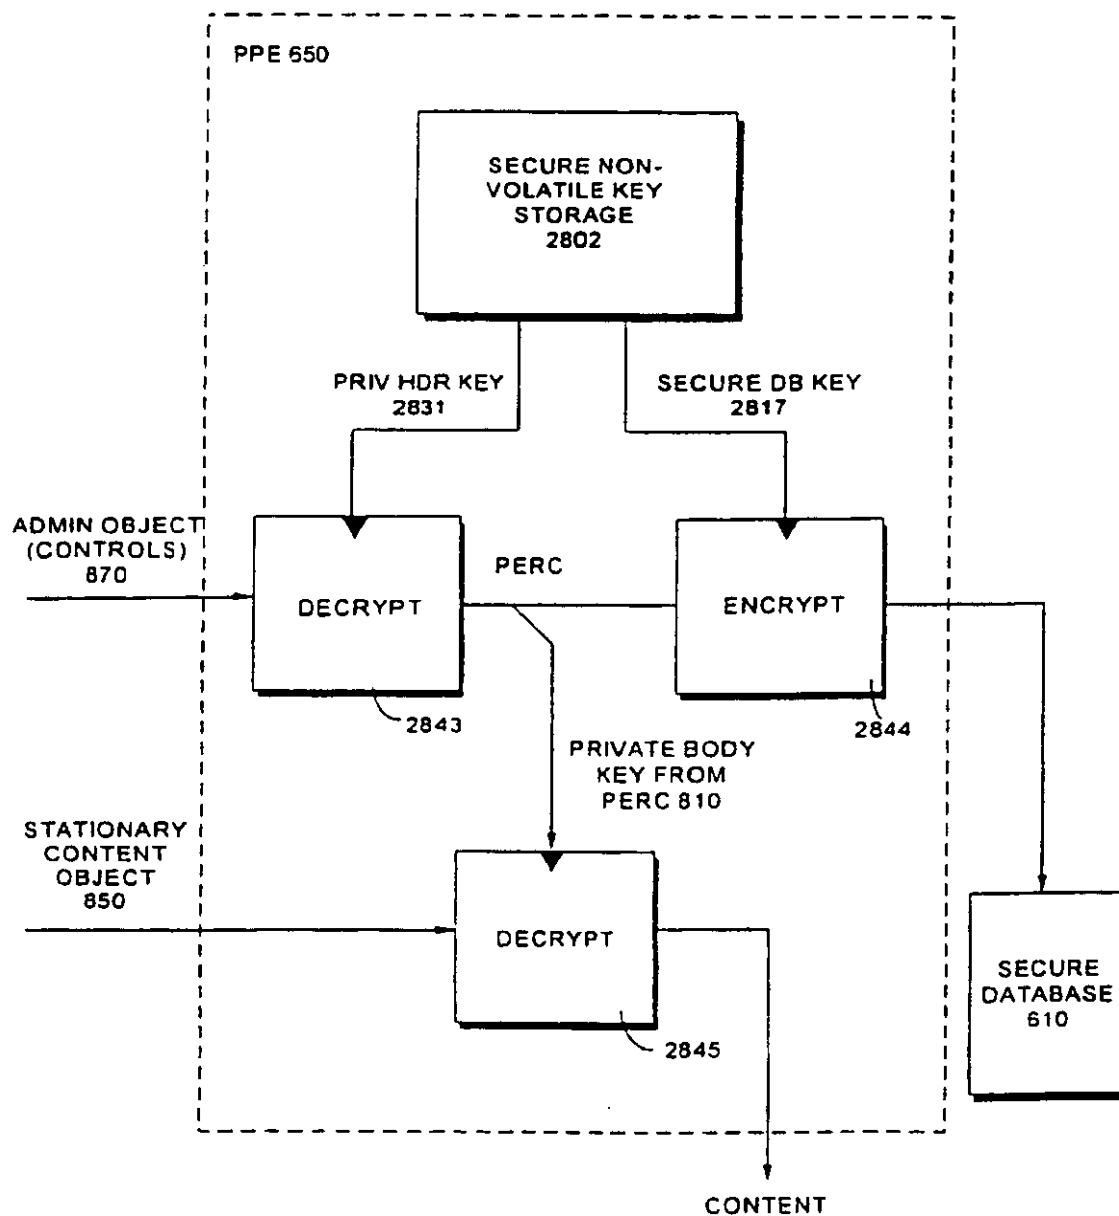 PPE 650
SECURE NON-
VOLATILE KEY
STORAGE
2802
PRIV HDR KEY
2831
SECURE DB KEY
2817
ADMIN OBJECT
(CONTROLS)
870
DECRYPT
PERC
ENCRYPT
2843
2844
PRIVATE BODY
KEY FROM
PERC 810
STATIONARY
CONTENT
OBJECT
850
DECRYPT
2845
SECURE
DATABASE
610
CONTENT